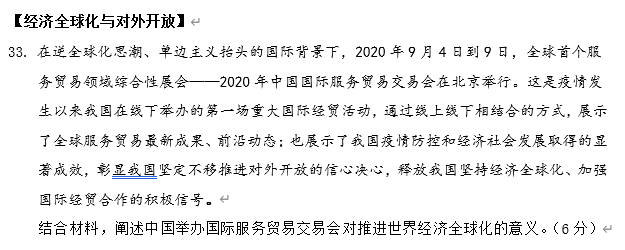 【经济全球化与对外开放】
33. 在逆全球化思潮、单边主义抬头的国际背景下，2020年9月4日到9日，全球首个服
务贸易领域综合性展会——2020年中国国际服务贸易交易会在北京举行。这是疫情发
生以来我国在线下举办的第一场重大国际经贸活动，通过线上线下相结合的方式，展示
了全球服务贸易最新成果、前沿动态；也展示了我国疫情防控和经济社会发展取得的显
著成效，彰显我国坚定不移推进对外开放的信心决心，释放我国坚持经济全球化、加强
国际经贸合作的积极信号。
结合材料，阐述中国举办国际服务贸易交易会对推进世界经济全球化的意义。（6分）